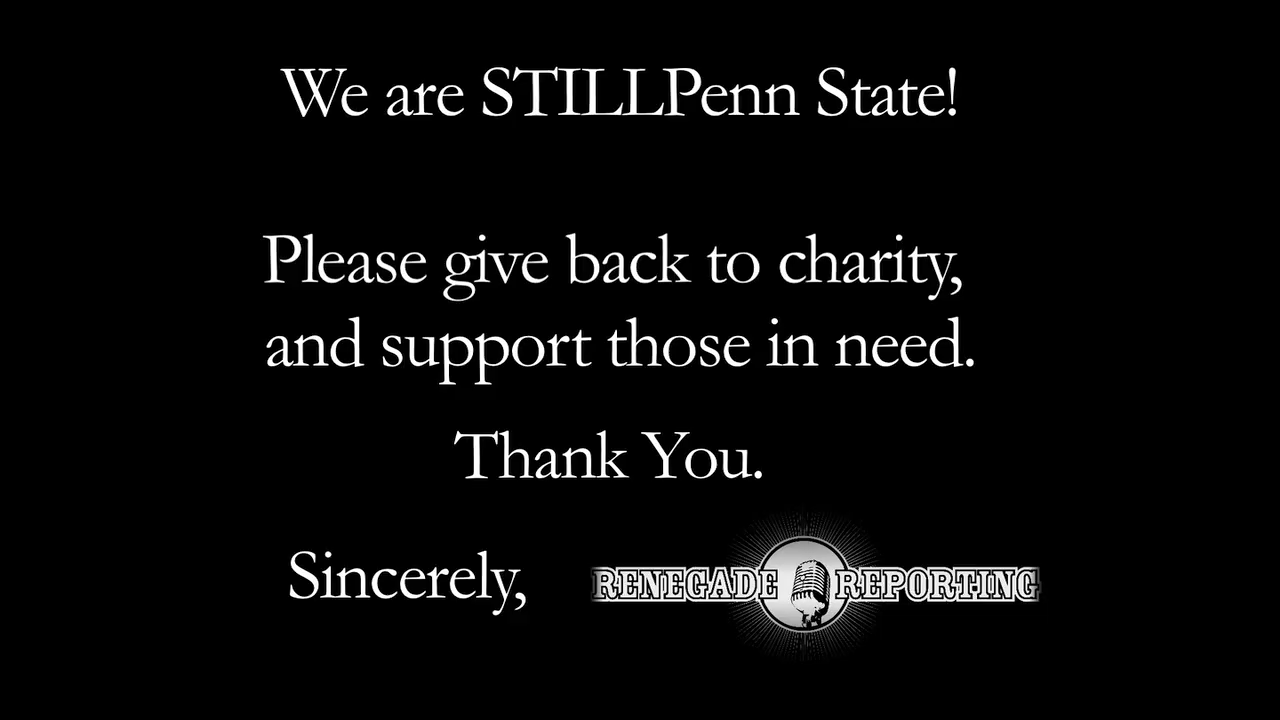 We are STILLPenn State!
Please give back to charity,
and support those in need.
Thank You.
Sincerely, RENEGADE REPORTING